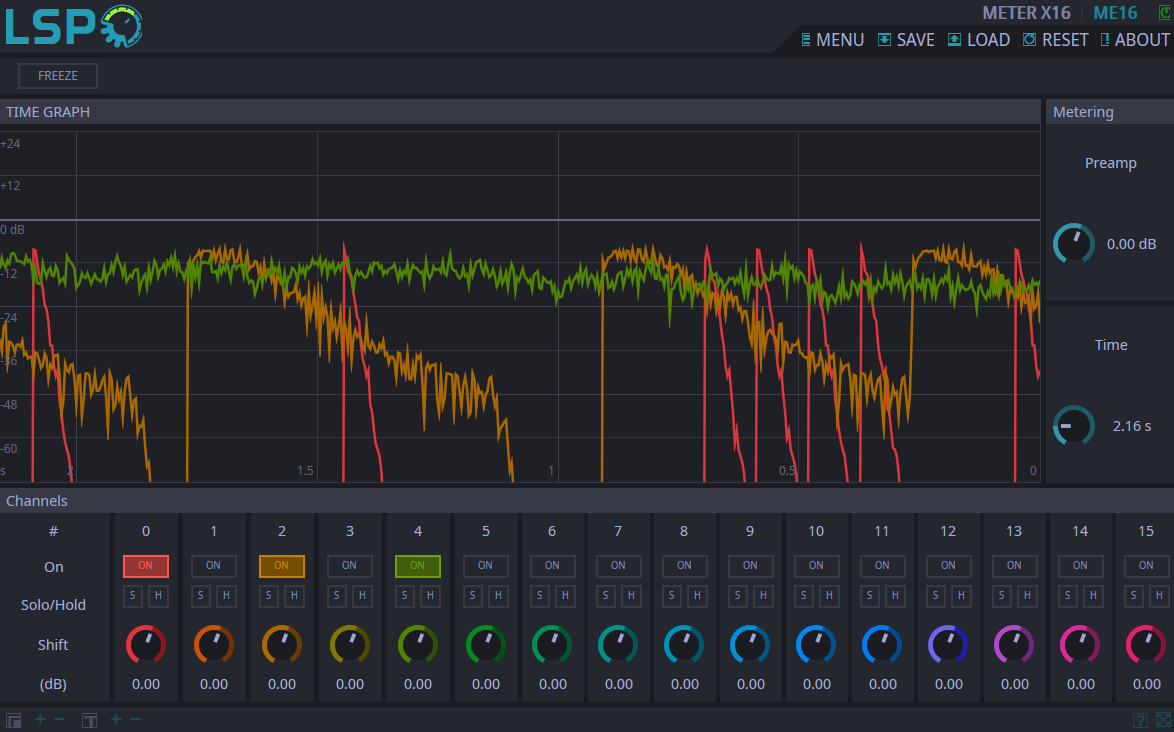 LSP
METER X16 ME16
MENU SAVE LOAD RESET ABOUT
FREEZE
TIME GRAPH
Metering
+24
+12
0 dB
-12
-24
-36
-48
-60
s 2 1.5 1 0.5 0
Preamp
0.00 dB
Time
2.16 s
Channels
# 0 1 2 3 4 5 6 7 8 9 10 11 12 13 14 15
On ON ON ON ON ON ON ON ON ON ON ON ON ON ON ON ON
Solo/Hold S H S H S H S H S H S H S H S H S H S H S H S H S H S H S H S H
Shift
(dB) 0.00 0.00 0.00 0.00 0.00 0.00 0.00 0.00 0.00 0.00 0.00 0.00 0.00 0.00 0.00 0.00
T + − + − ?